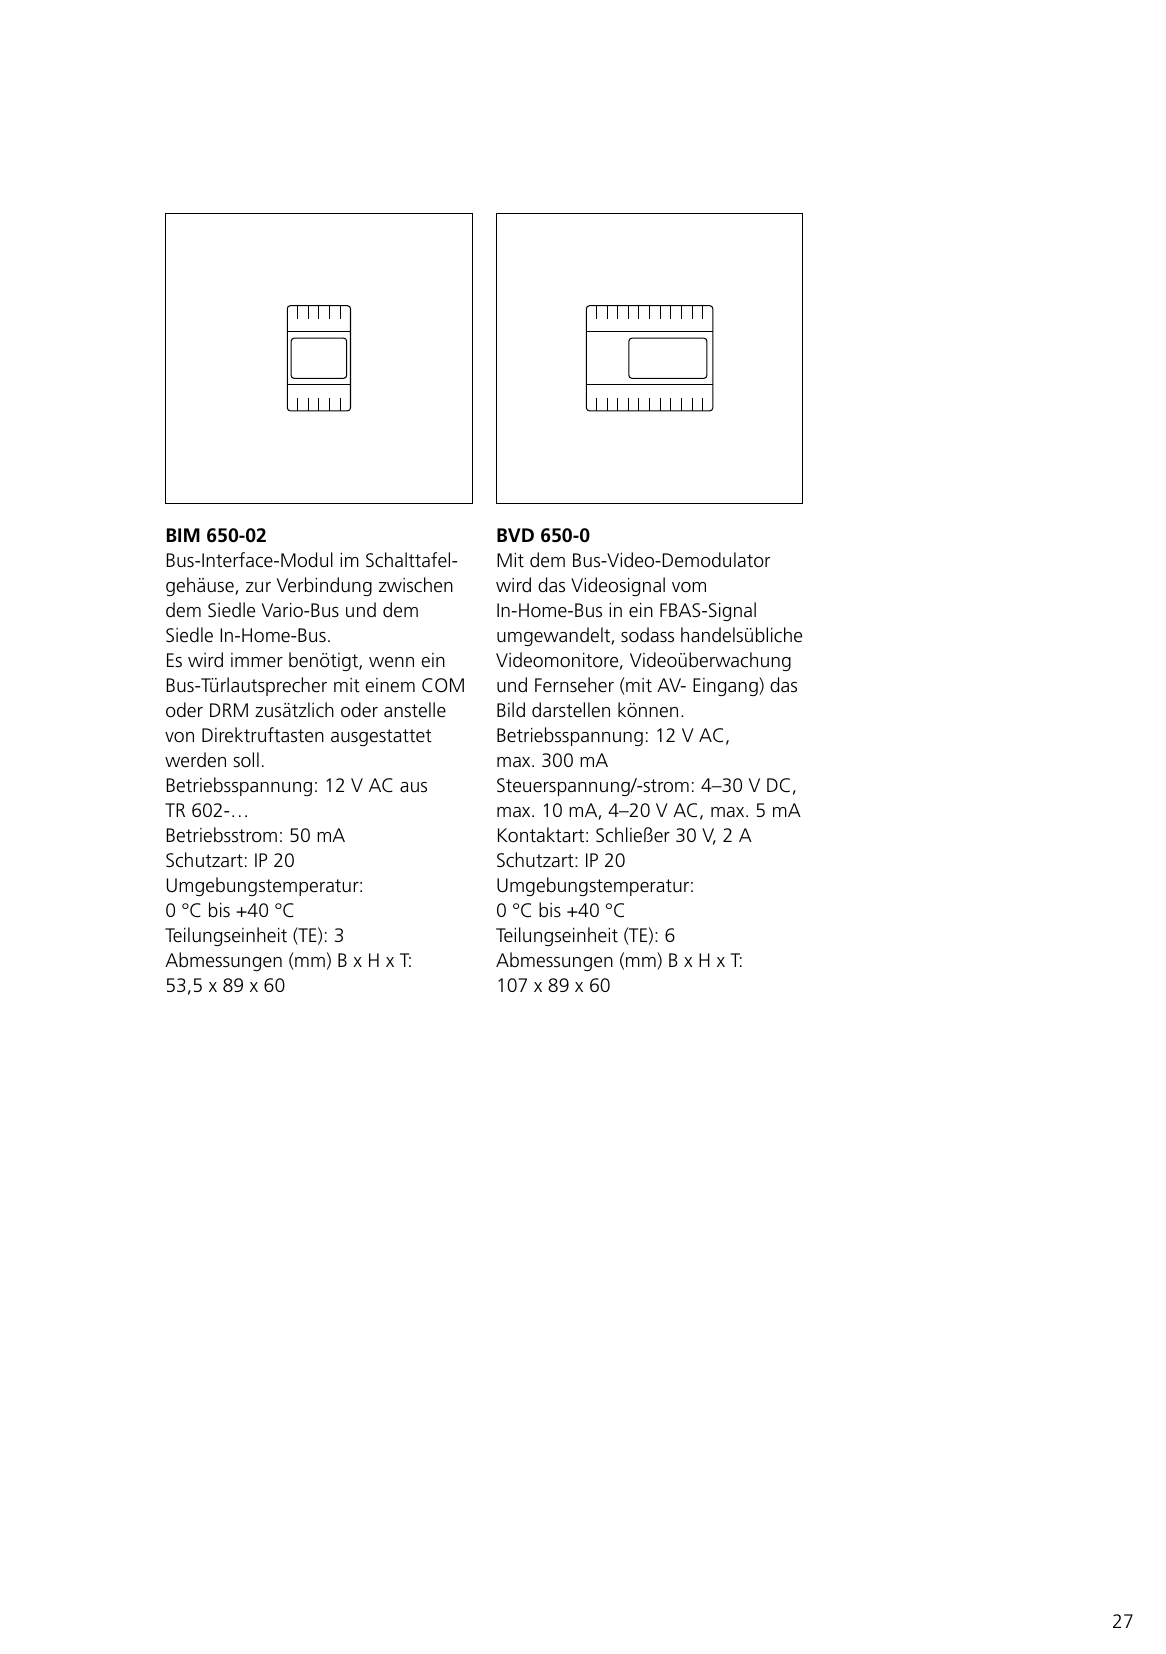 BIM 650-02
Bus-Interface-Modul im Schalttafel-
gehäuse, zur Verbindung zwischen
dem Siedle Vario-Bus und dem
Siedle In-Home-Bus.
Es wird immer benötigt, wenn ein
Bus-Türlautsprecher mit einem COM
oder DRM zusätzlich oder anstelle
von Direktruftasten ausgestattet
werden soll.
Betriebsspannung: 12 V AC aus
TR 602-…
Betriebsstrom: 50 mA
Schutzart: IP 20
Umgebungstemperatur:
0 °C bis +40 °C
Teilungseinheit (TE): 3
Abmessungen (mm) B x H x T:
53,5 x 89 x 60
BVD 650-0
Mit dem Bus-Video-Demodulator
wird das Videosignal vom
In-Home-Bus in ein FBAS-Signal
umgewandelt, sodass handelsübliche
Videomonitore, Videoüberwachung
und Fernseher (mit AV- Eingang) das
Bild darstellen können.
Betriebsspannung: 12 V AC,
max. 300 mA
Steuerspannung/-strom: 4–30 V DC,
max. 10 mA, 4–20 V AC, max. 5 mA
Kontaktart: Schließer 30 V, 2 A
Schutzart: IP 20
Umgebungstemperatur:
0 °C bis +40 °C
Teilungseinheit (TE): 6
Abmessungen (mm) B x H x T:
107 x 89 x 60
27